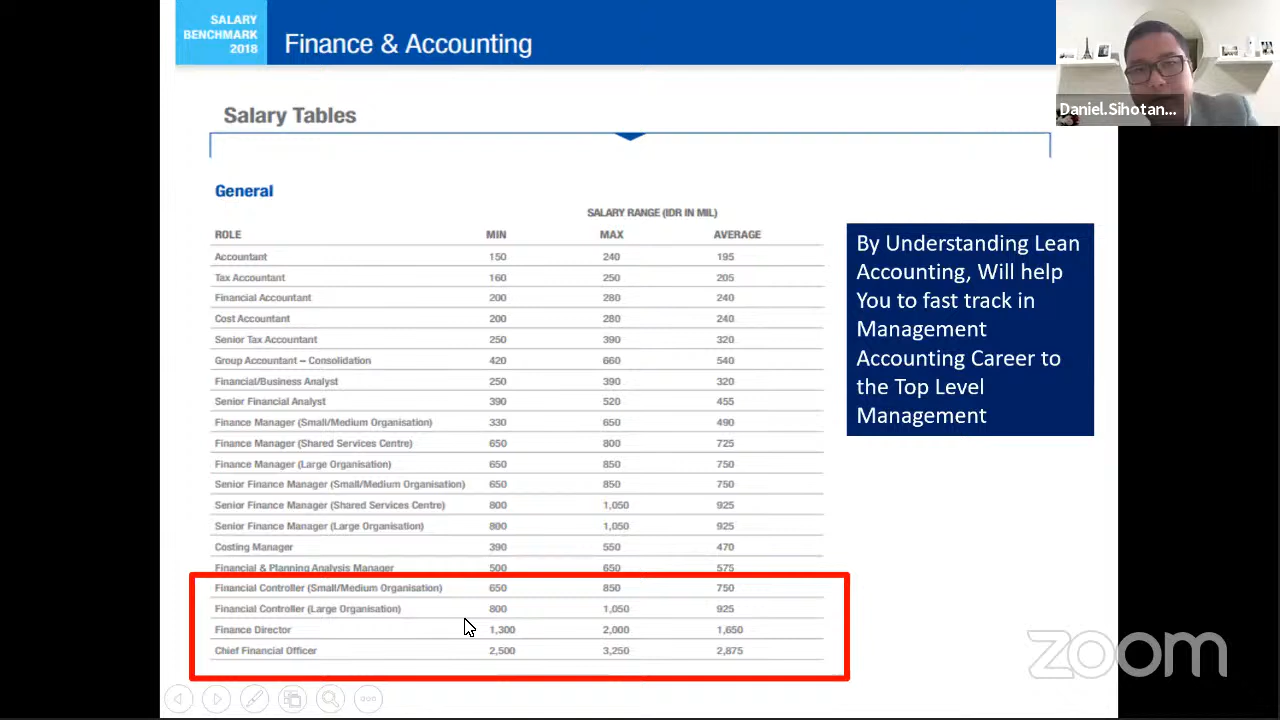 SALARY
BENCHMARK
2018
Finance & Accounting
Daniel.Sihotan...
Salary Tables
General
SALARY RANGE (IDR IN MIL)
ROLE MIN MAX AVERAGE
Accountant 150 240 195
Tax Accountant 160 250 205
Financial Accountant 200 280 240
Cost Accountant 200 280 240
Senior Tax Accountant 250 390 320
Group Accountant – Consolidation 420 660 540
Financial/Business Analyst 250 390 320
Senior Financial Analyst 390 520 455
Finance Manager (Small/Medium Organisation) 330 650 490
Finance Manager (Shared Services Centre) 650 800 725
Finance Manager (Large Organisation) 650 850 750
Senior Finance Manager (Small/Medium Organisation) 650 850 750
Senior Finance Manager (Shared Services Centre) 800 1,050 925
Senior Finance Manager (Large Organisation) 800 1,050 925
Costing Manager 390 550 470
Financial & Planning Analysis Manager 500 650 575
Financial Controller (Small/Medium Organisation) 650 850 750
Financial Controller (Large Organisation) 800 1,050 925
Finance Director 1,300 2,000 1,650
Chief Financial Officer 2,500 3,250 2,875
By Understanding Lean
Accounting, Will help
You to fast track in
Management
Accounting Career to
the Top Level
Management
zoom